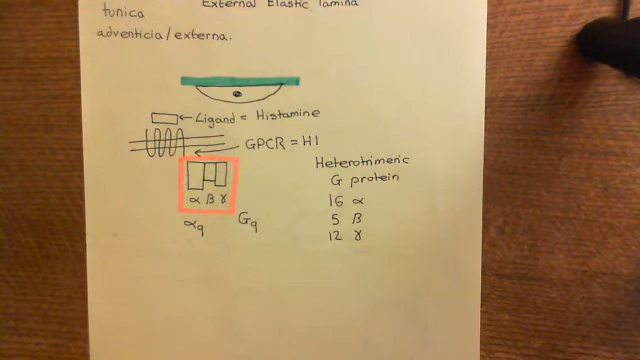 External Elastic lamina
tunica
adventicia/externa.
Ligand = Histamine
GPCR = H1
Heterotrimeric
G protein
α β γ
16 α
5 β
12 γ
αq
Gq